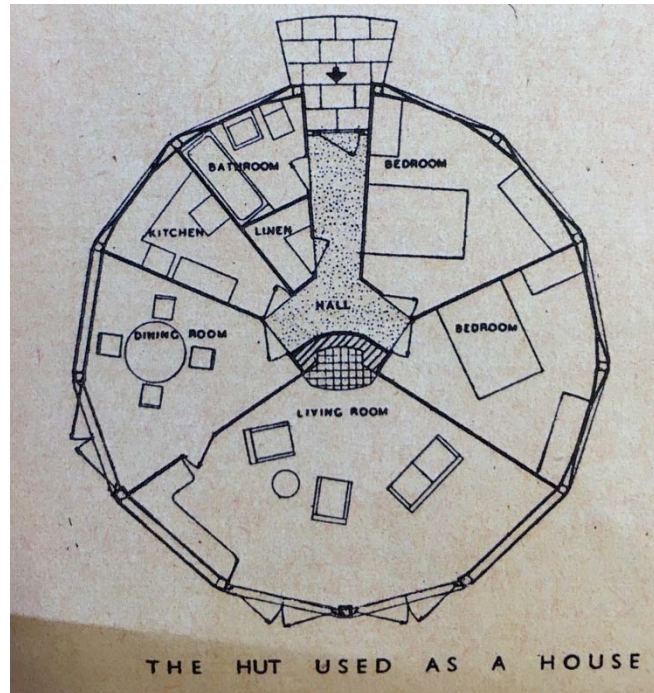 BATHROOM
BEDROOM
KITCHEN
LINEN
HALL
DINING ROOM
BEDROOM
LIVING ROOM
THE HUT USED AS A HOUSE